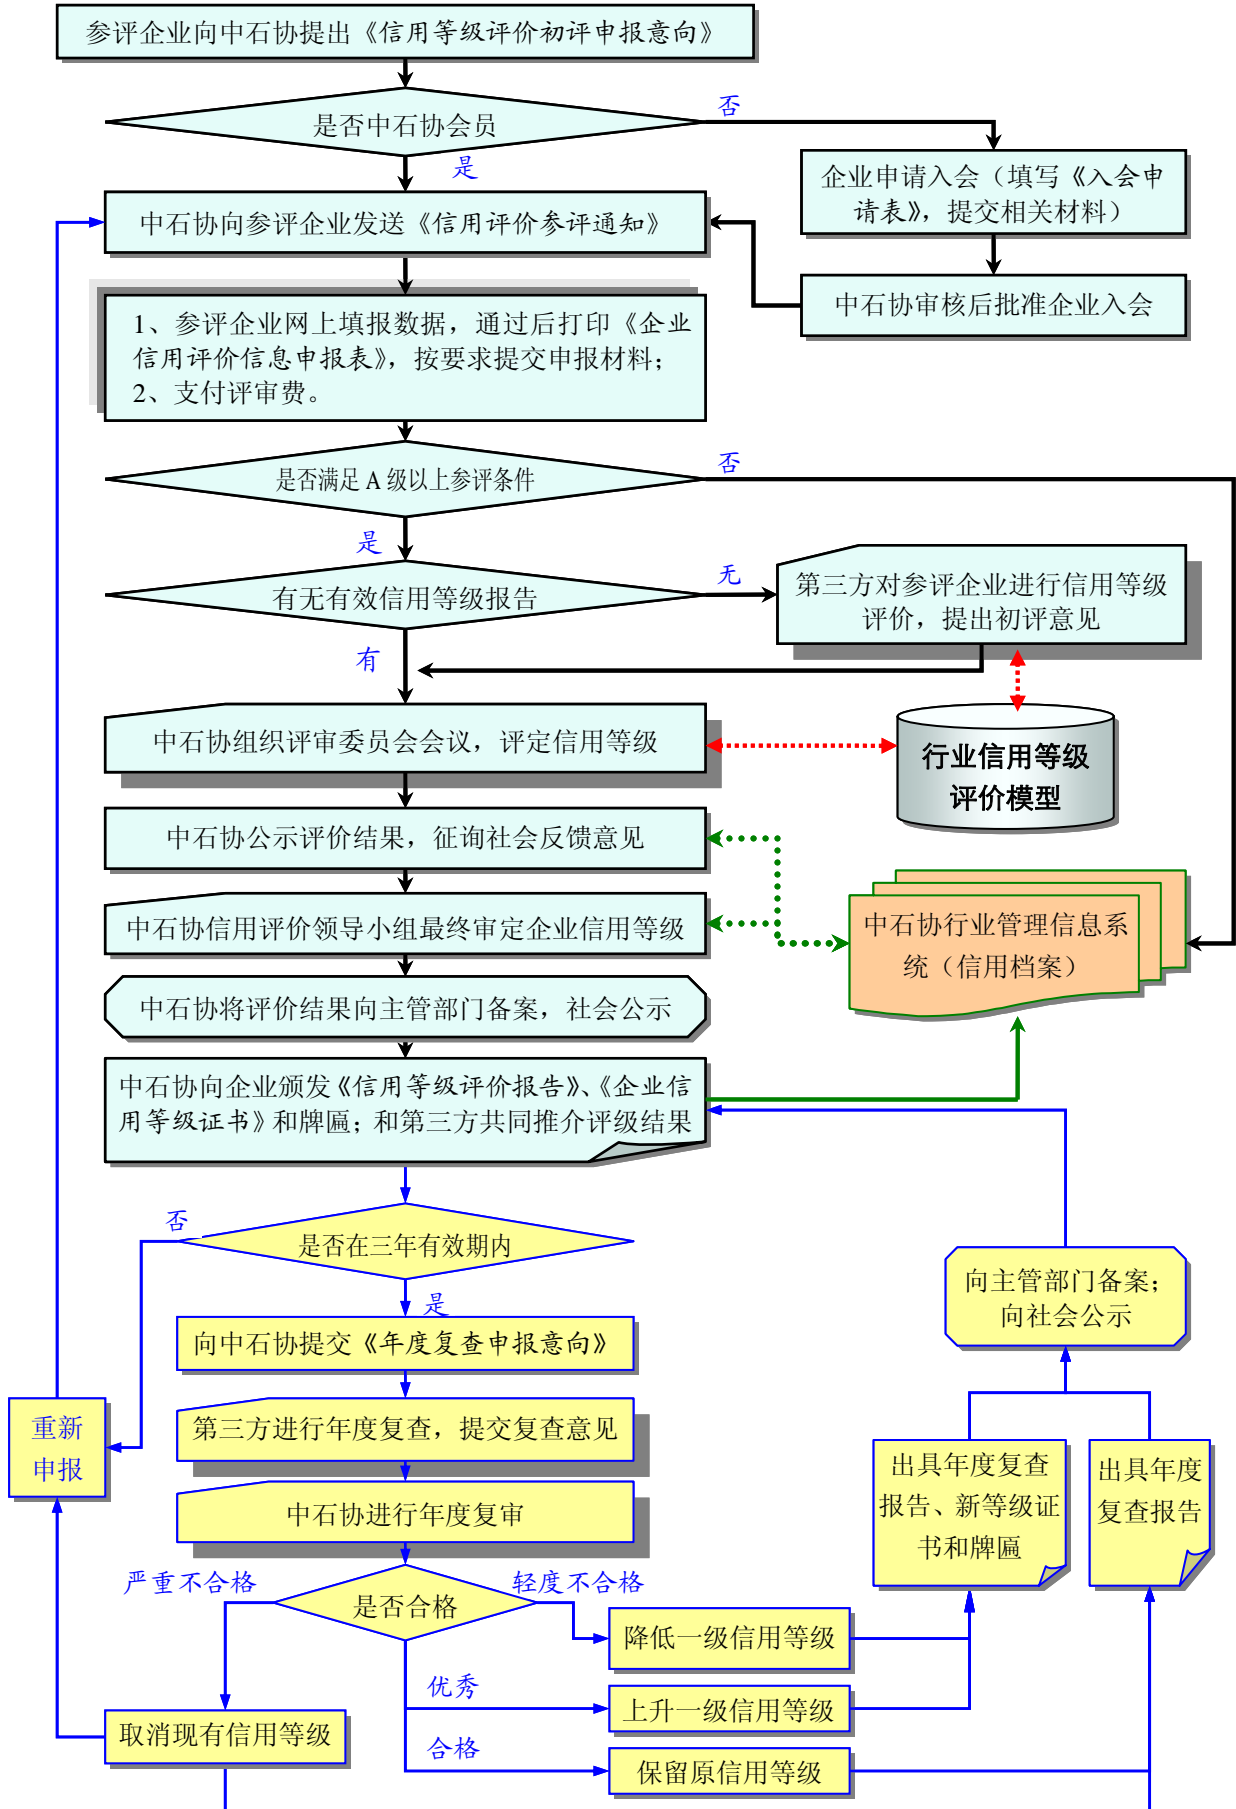 参评企业向中石协提出《信用等级评价初评申报意向》
是否中石协会员
否
是
企业申请入会（填写《入会申
请表》，提交相关材料）
中石协向参评企业发送《信用评价参评通知》
中石协审核后批准企业入会
1、参评企业网上填报数据，通过后打印《企业
信用评价信息申报表》，按要求提交申报材料；
2、支付评审费。
是否满足 A 级以上参评条件
否
是
有无有效信用等级报告
无
第三方对参评企业进行信用等级
评价，提出初评意见
有
中石协组织评审委员会会议，评定信用等级
行业信用等级
评价模型
中石协公示评价结果，征询社会反馈意见
中石协信用评价领导小组最终审定企业信用等级
中石协行业管理信息系
统（信用档案）
中石协将评价结果向主管部门备案，社会公示
中石协向企业颁发《信用等级评价报告》、《企业信
用等级证书》和牌匾；和第三方共同推介评级结果
否
是否在三年有效期内
是
向主管部门备案；
向社会公示
向中石协提交《年度复查申报意向》
重新
申报
第三方进行年度复查，提交复查意见
中石协进行年度复审
出具年度复查
报告、新等级证
书和牌匾
出具年度
复查报告
严重不合格
是否合格
轻度不合格
降低一级信用等级
优秀
上升一级信用等级
取消现有信用等级
合格
保留原信用等级